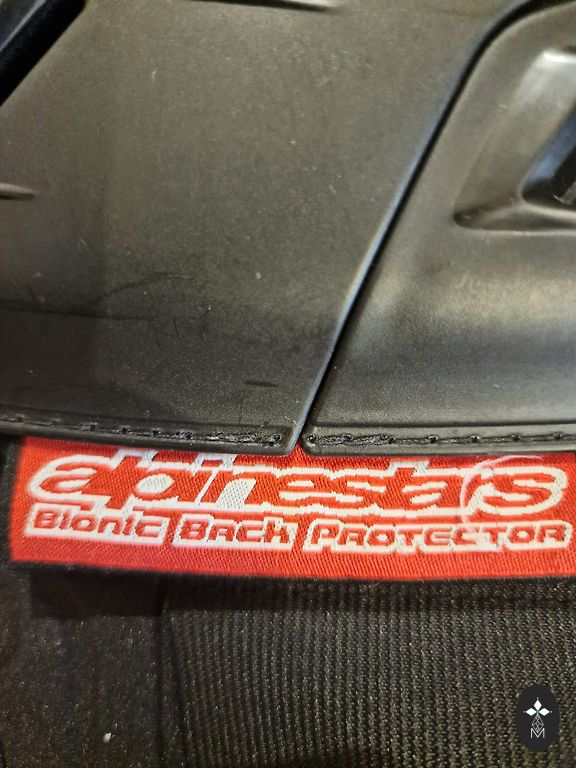 alpinestars
Bionic Back Protector
M